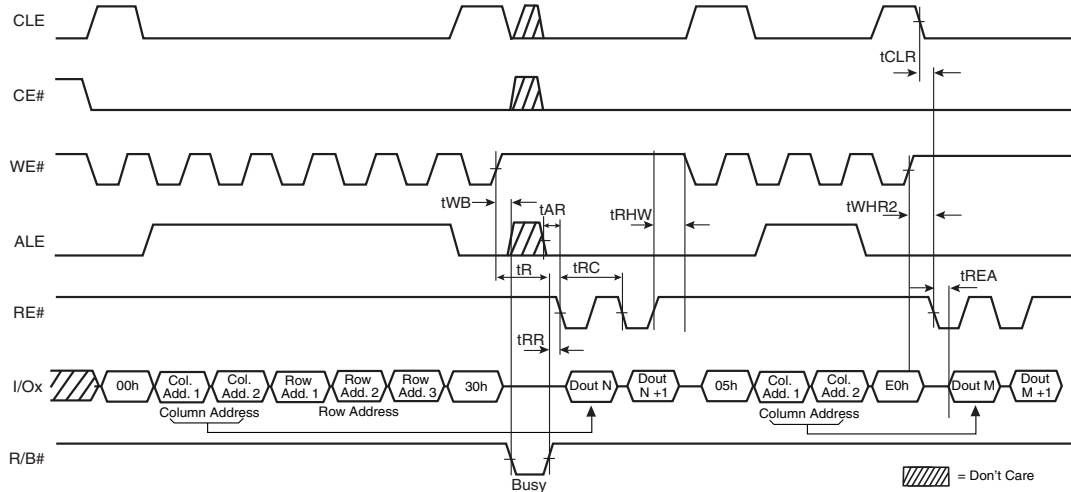 CLE
tCLR
CE#
WE#
tWB
tAR
tRHW
tWHR2
ALE
tR
tRC
tREA
RE#
tRR
I/Ox
00h
Col. Add. 1
Col. Add. 2
Row Add. 1
Row Add. 2
Row Add. 3
30h
Dout N
Dout N +1
05h
Col. Add. 1
Col. Add. 2
E0h
Dout M
Dout M +1
Column Address
Row Address
Column Address
R/B#
Busy
= Don't Care